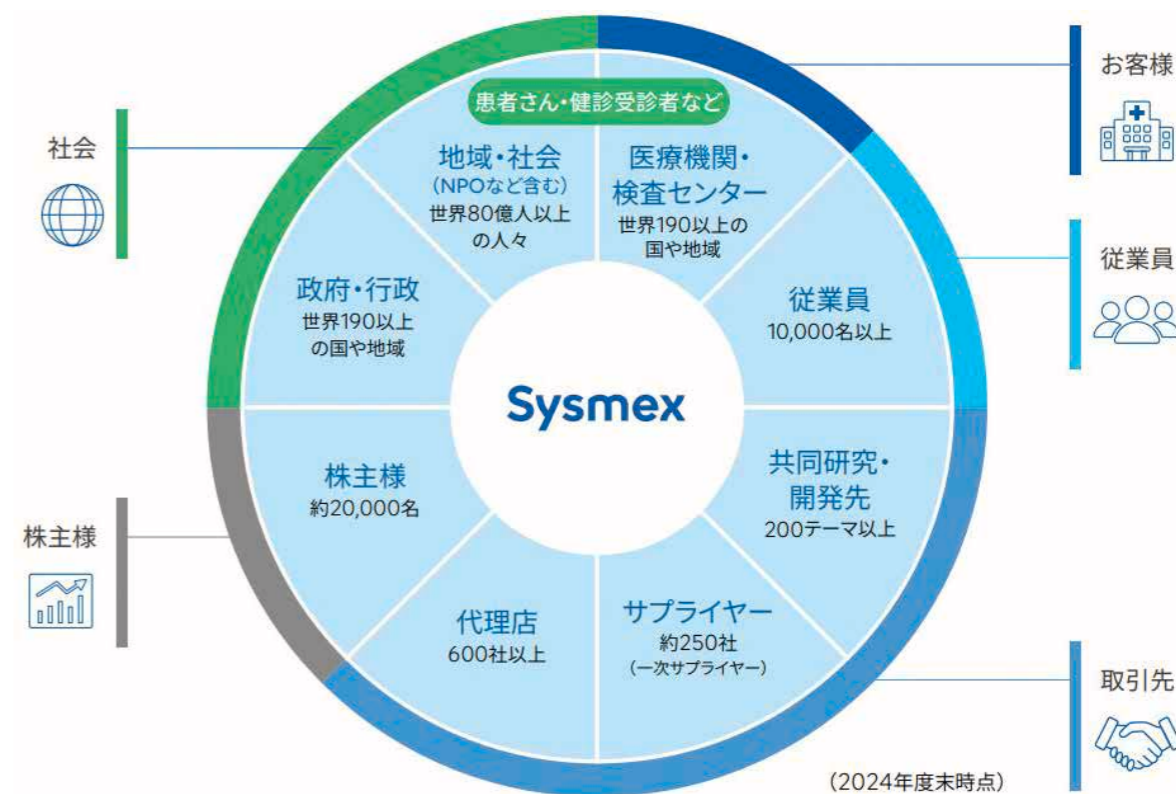 患者さん・健診受診者など
地域・社会
（NPOなど含む）
世界80億人以上
の人々
医療機関・
検査センター
世界190以上の
国や地域
政府・行政
世界190以上
の国や地域
従業員
10,000名以上
Sysmex
株主様
約20,000名
共同研究・
開発先
200テーマ以上
代理店
600社以上
サプライヤー
約250社
（一次サプライヤー）
社会
株主様
お客様
従業員
取引先
（2024年度末時点）